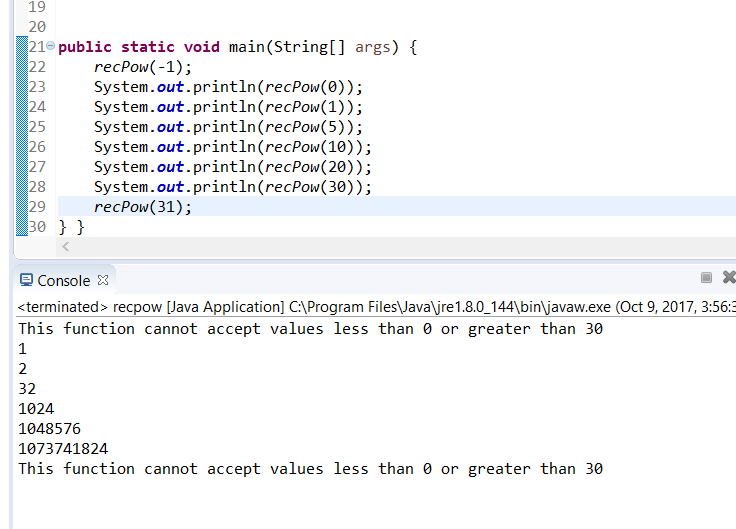 19
20
21 public static void main(String[] args) {
22 recPow(-1);
23 System.out.println(recPow(0));
24 System.out.println(recPow(1));
25 System.out.println(recPow(5));
26 System.out.println(recPow(10));
27 System.out.println(recPow(20));
28 System.out.println(recPow(30));
29 recPow(31);
30 } }
Console
<terminated> recpow [Java Application] C:\Program Files\Java\jre1.8.0_144\bin\javaw.exe (Oct 9, 2017, 3:56:3
This function cannot accept values less than 0 or greater than 30
1
2
32
1024
1048576
1073741824
This function cannot accept values less than 0 or greater than 30